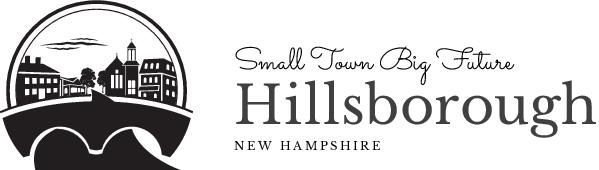 Small Town Big Future
Hillsborough
NEW HAMPSHIRE